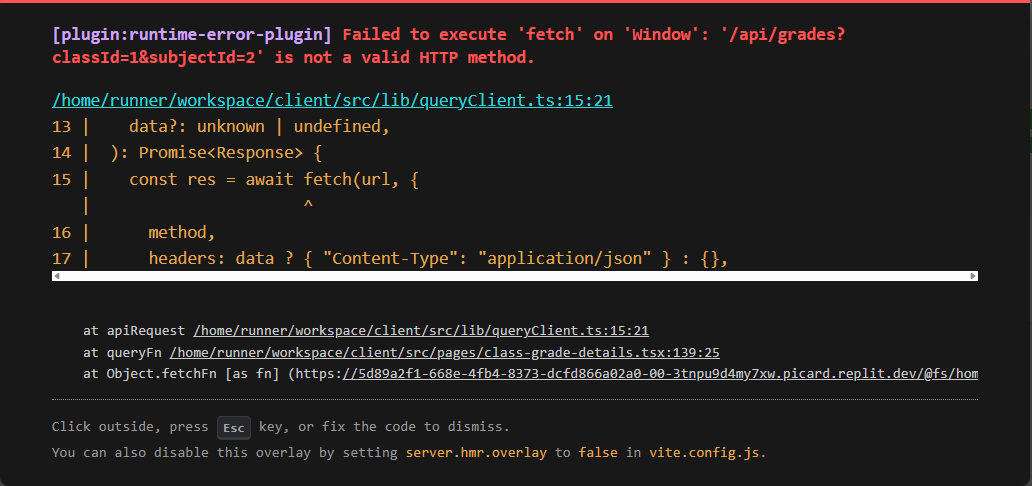 [plugin:runtime-error-plugin] Failed to execute 'fetch' on 'Window': '/api/grades?
classId=1&subjectId=2' is not a valid HTTP method.
/home/runner/workspace/client/src/lib/queryClient.ts:15:21
13 |    data?: unknown | undefined,
14 |  ): Promise<Response> {
15 |    const res = await fetch(url, {
   |                      ^
16 |      method,
17 |      headers: data ? { "Content-Type": "application/json" } : {},
at apiRequest /home/runner/workspace/client/src/lib/queryClient.ts:15:21
at queryFn /home/runner/workspace/client/src/pages/class-grade-details.tsx:139:25
at Object.fetchFn [as fn] (https://5d89a2f1-668e-4fb4-8373-dcfd866a02a0-00-3tnpu9d4my7xw.picard.replit.dev/@fs/hom
Click outside, press Esc key, or fix the code to dismiss.
You can also disable this overlay by setting server.hmr.overlay to false in vite.config.js.